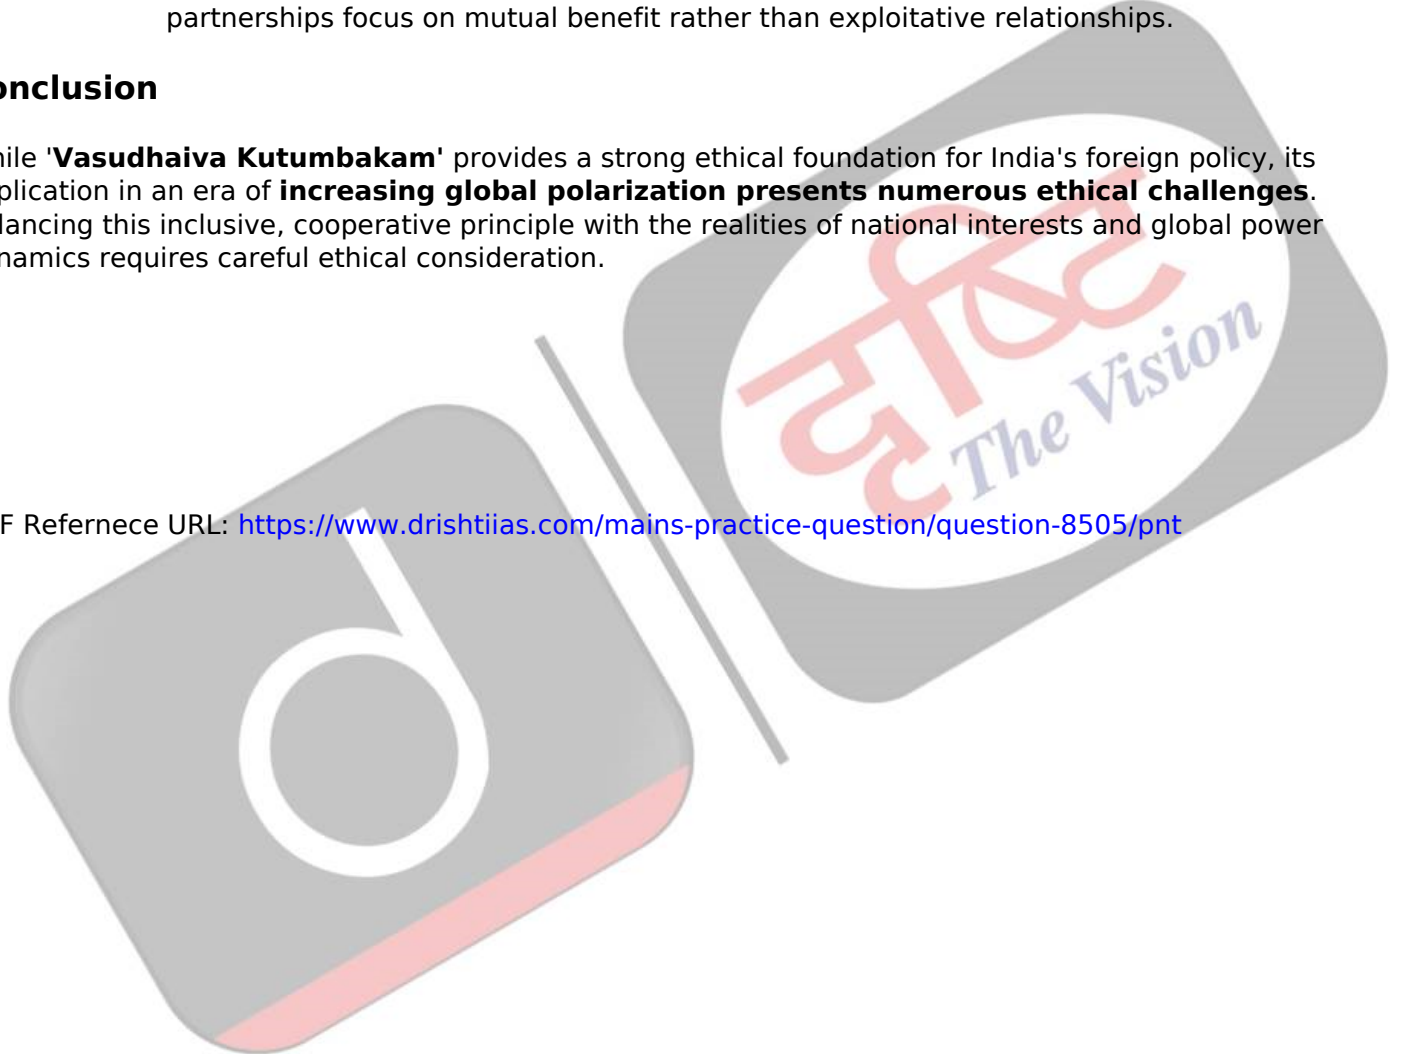 partnerships focus on mutual benefit rather than exploitative relationships.
onclusion
hile 'Vasudhaiva Kutumbakam' provides a strong ethical foundation for India's foreign policy, its
plication in an era of increasing global polarization presents numerous ethical challenges.
lancing this inclusive, cooperative principle with the realities of national interests and global power
namics requires careful ethical consideration.
दृष्टि
The Vision
F Refernece URL: https://www.drishtiias.com/mains-practice-question/question-8505/pnt
d